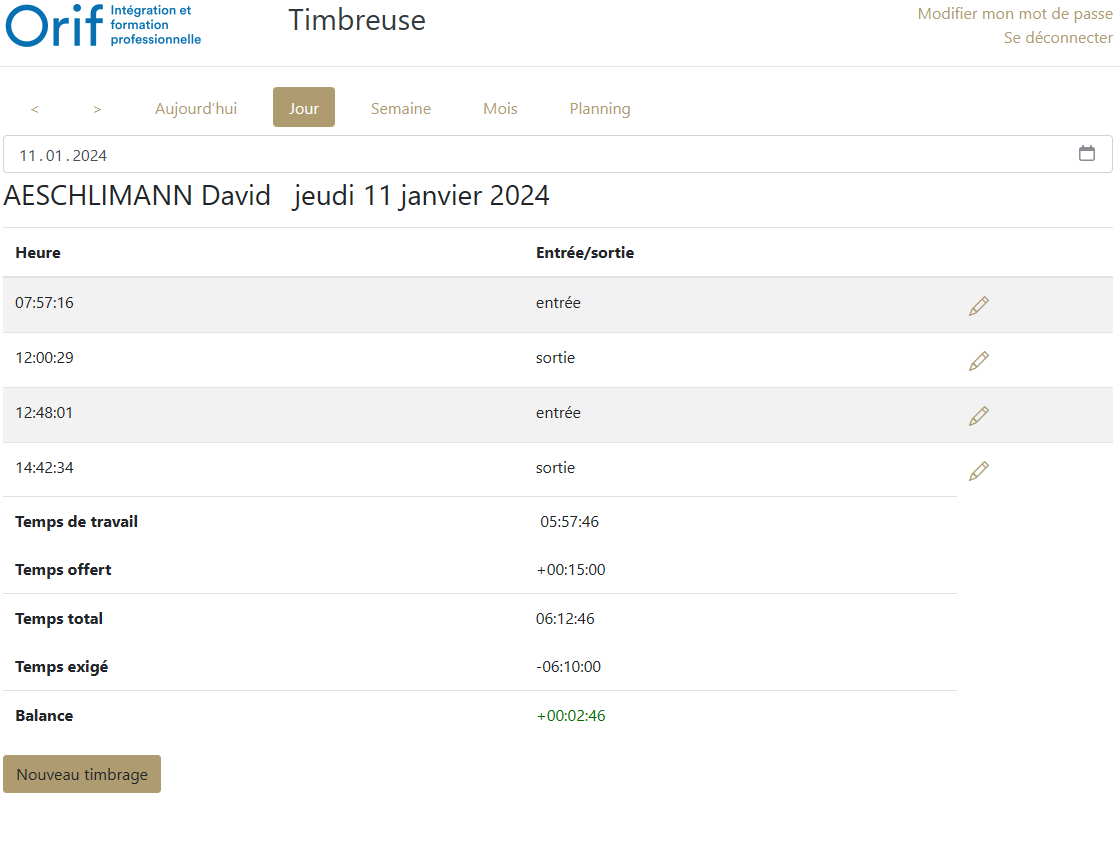 Orif Intégration et
formation
professionnelle
Timbreuse
Modifier mon mot de passe
Se déconnecter
< > Aujourd'hui Jour Semaine Mois Planning
11.01.2024
AESCHLIMANN David jeudi 11 janvier 2024
Heure Entrée/sortie
07:57:16 entrée
12:00:29 sortie
12:48:01 entrée
14:42:34 sortie
Temps de travail 05:57:46
Temps offert +00:15:00
Temps total 06:12:46
Temps exigé -06:10:00
Balance +00:02:46
Nouveau timbrage